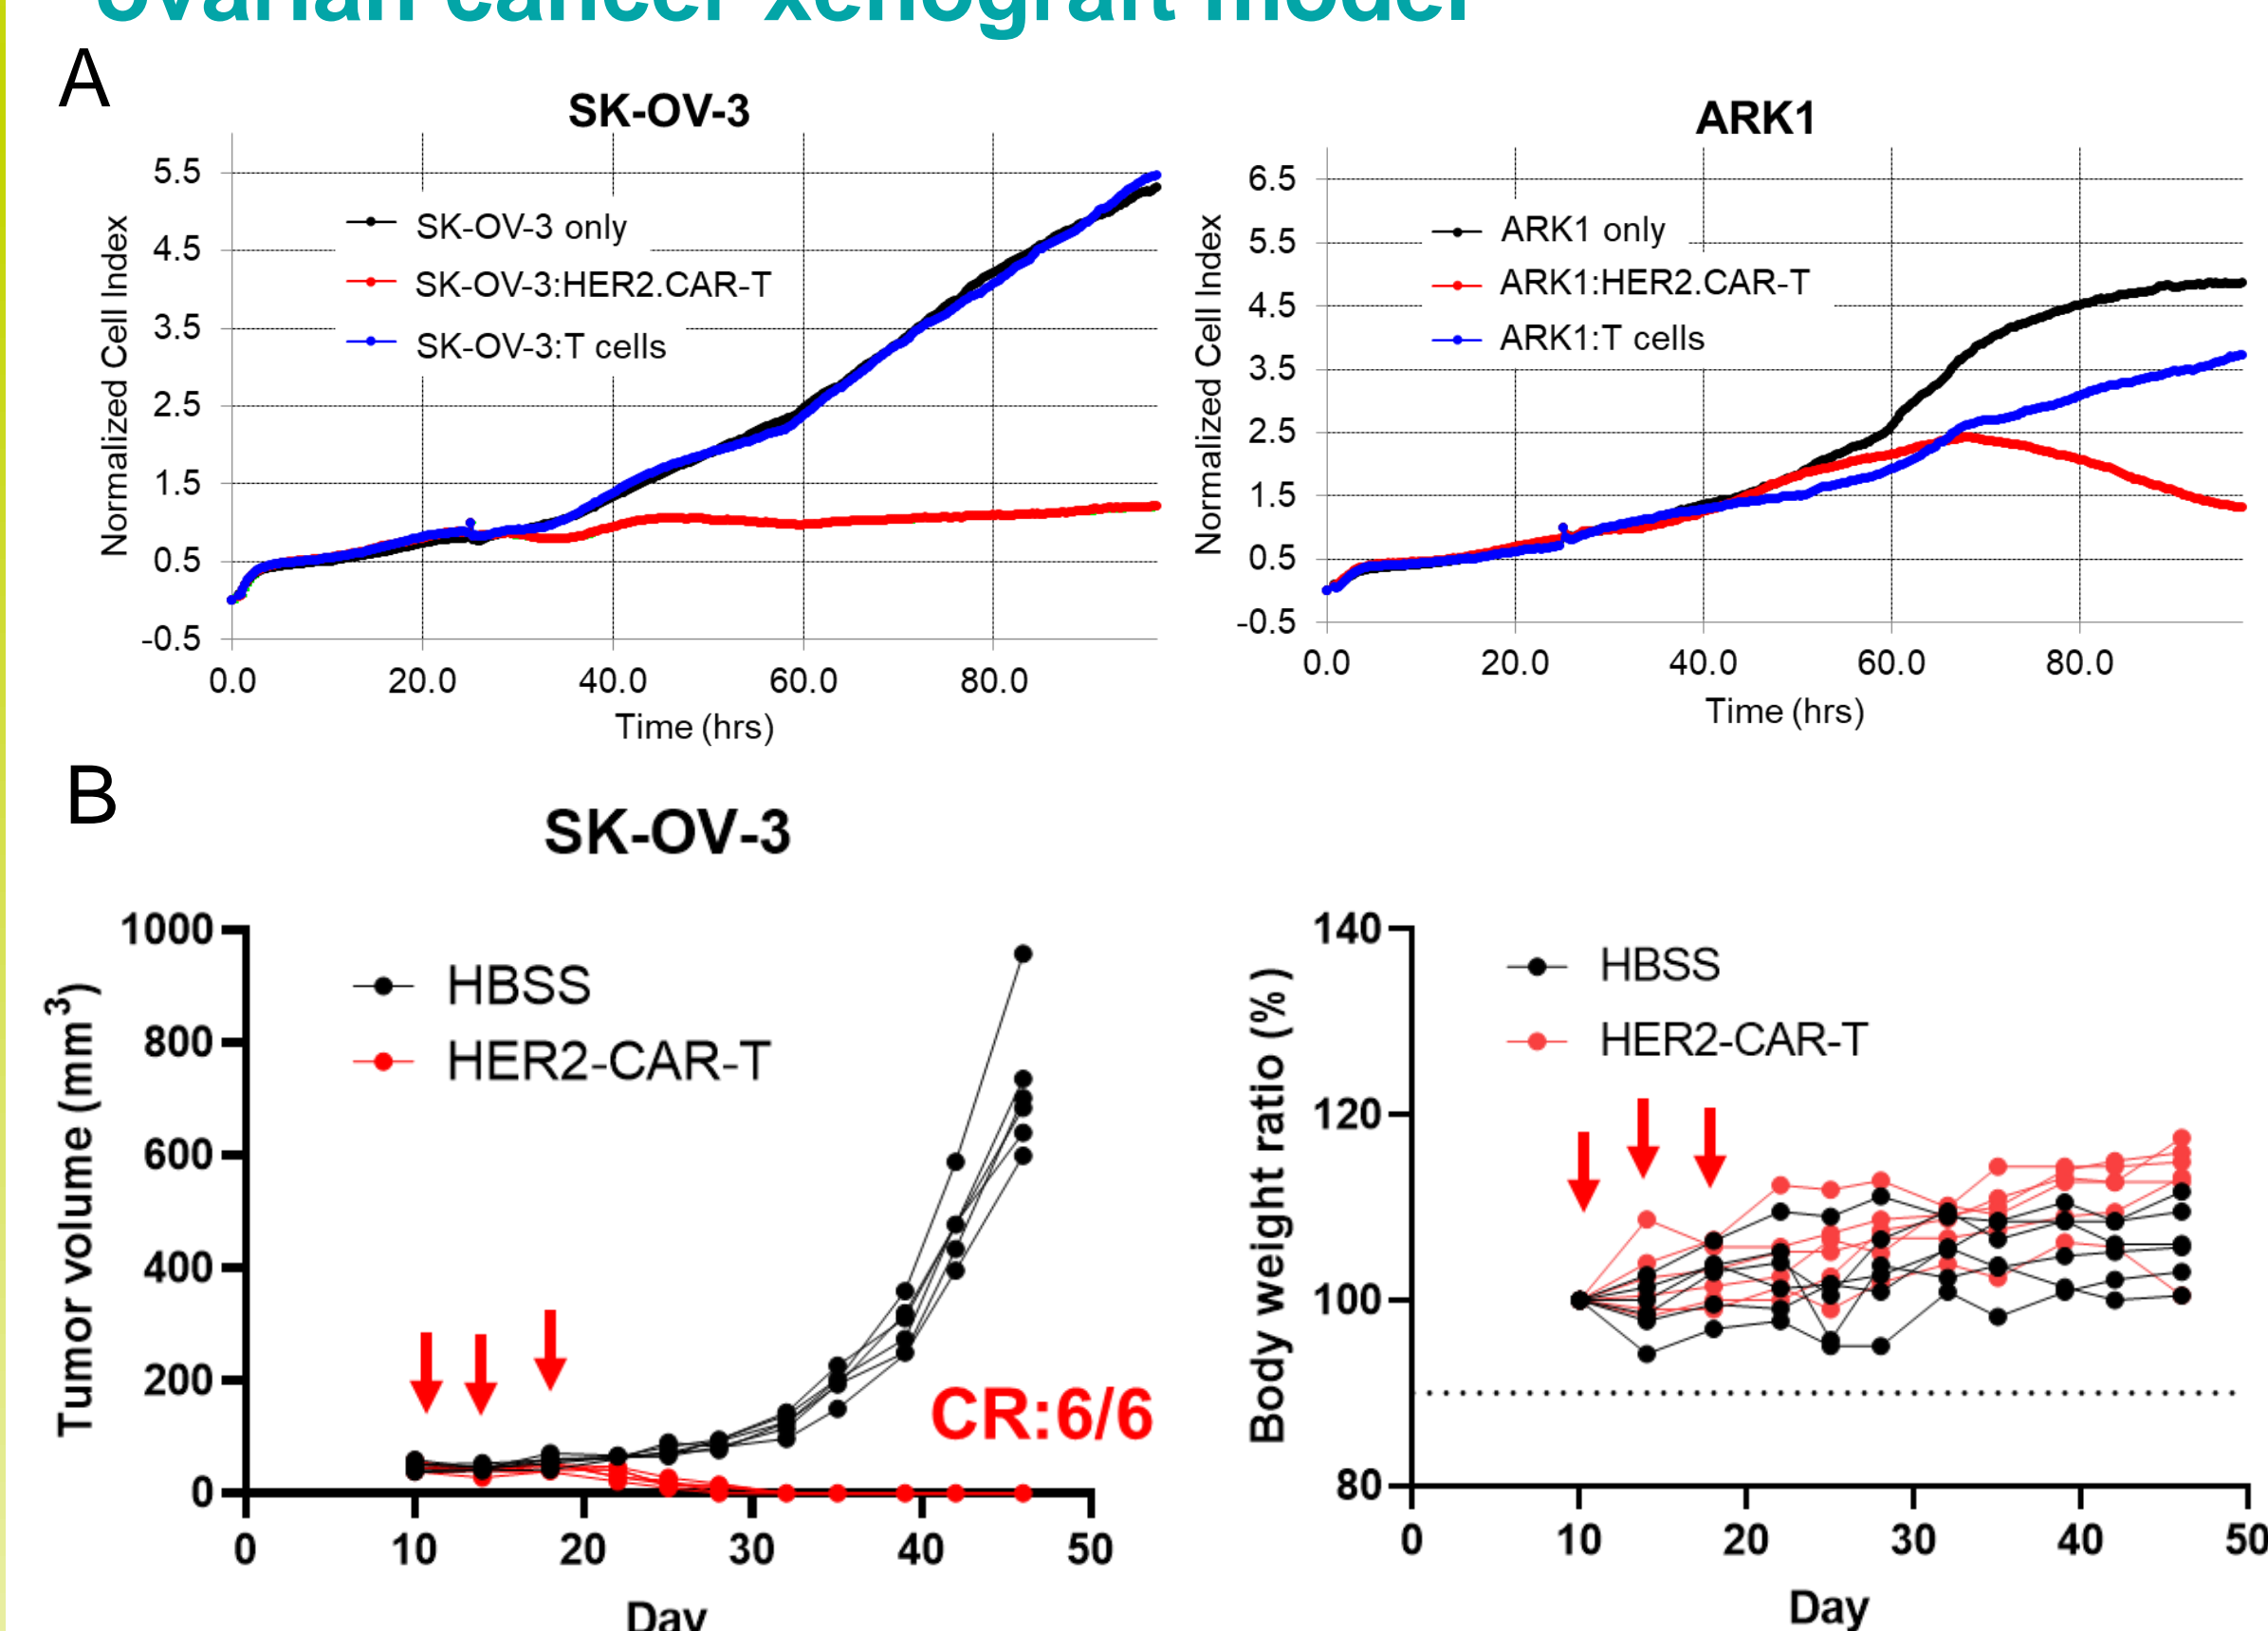 ovarian cancer xenograft model
A
SK-OV-3
5.5
4.5
3.5
2.5
1.5
0.5
-0.5
Normalized Cell Index
SK-OV-3 only
SK-OV-3:HER2.CAR-T
SK-OV-3:T cells
0.0 20.0 40.0 60.0 80.0
Time (hrs)
ARK1
6.5
5.5
4.5
3.5
2.5
1.5
0.5
-0.5
Normalized Cell Index
ARK1 only
ARK1:HER2.CAR-T
ARK1:T cells
0.0 20.0 40.0 60.0 80.0
Time (hrs)
B
SK-OV-3
1000
800
600
400
200
0
Tumor volume (mm³)
HBSS
HER2-CAR-T
CR:6/6
0 10 20 30 40 50
Day
140
120
100
80
Body weight ratio (%)
HBSS
HER2-CAR-T
0 10 20 30 40 50
Day